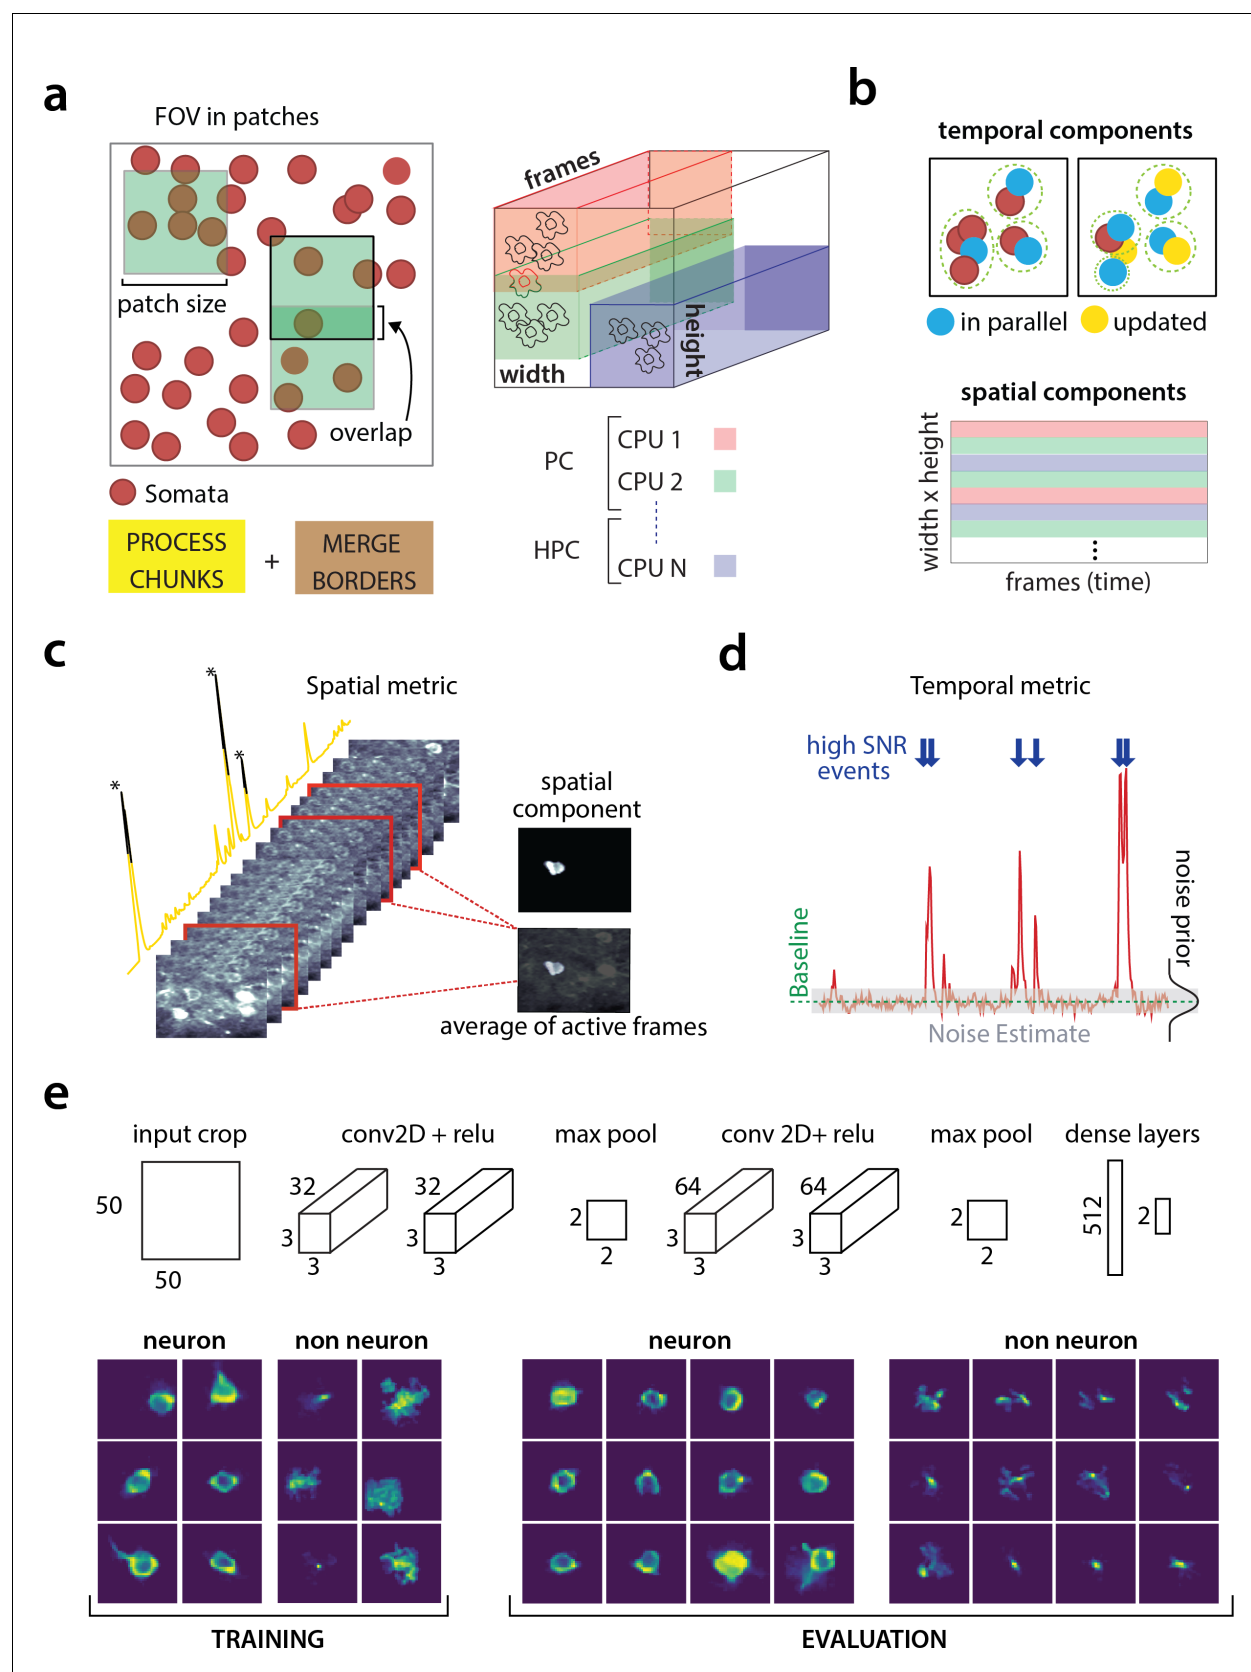 a
FOV in patches
patch size
overlap
Somata
PROCESS
CHUNKS
+
MERGE
BORDERS
frames
width
height
PC
CPU 1
CPU 2
HPC
CPU N
b
temporal components
in parallel
updated
spatial components
width x height
frames (time)
c
Spatial metric
*
*
*
spatial
component
average of active frames
d
Temporal metric
high SNR
events
Baseline
noise prior
Noise Estimate
e
input crop
conv2D + relu
max pool
conv 2D+ relu
max pool
dense layers
50
50
32
3
3
32
3
3
2
2
64
3
3
64
3
3
2
2
512
2
neuron
non neuron
neuron
non neuron
TRAINING
EVALUATION